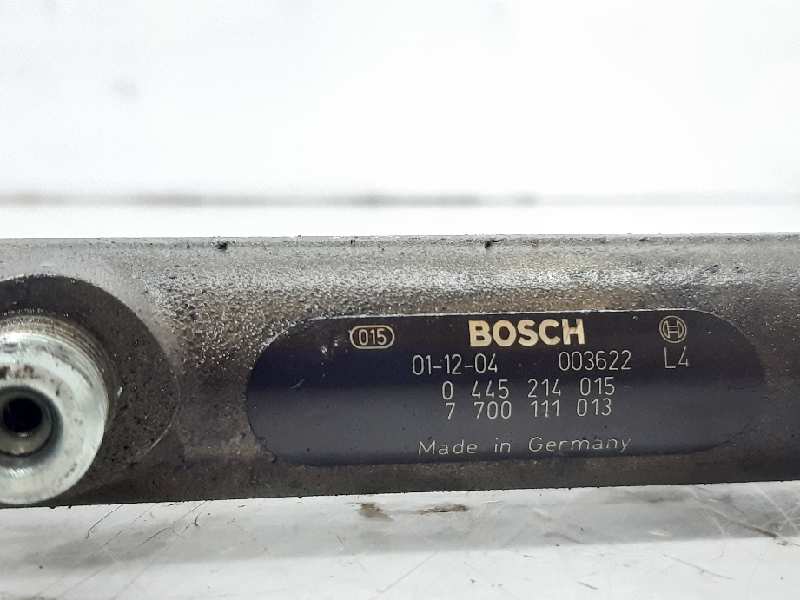 015 BOSCH
01-12-04 003622 L4
0 445 214 015
7 700 111 013
Made in Germany